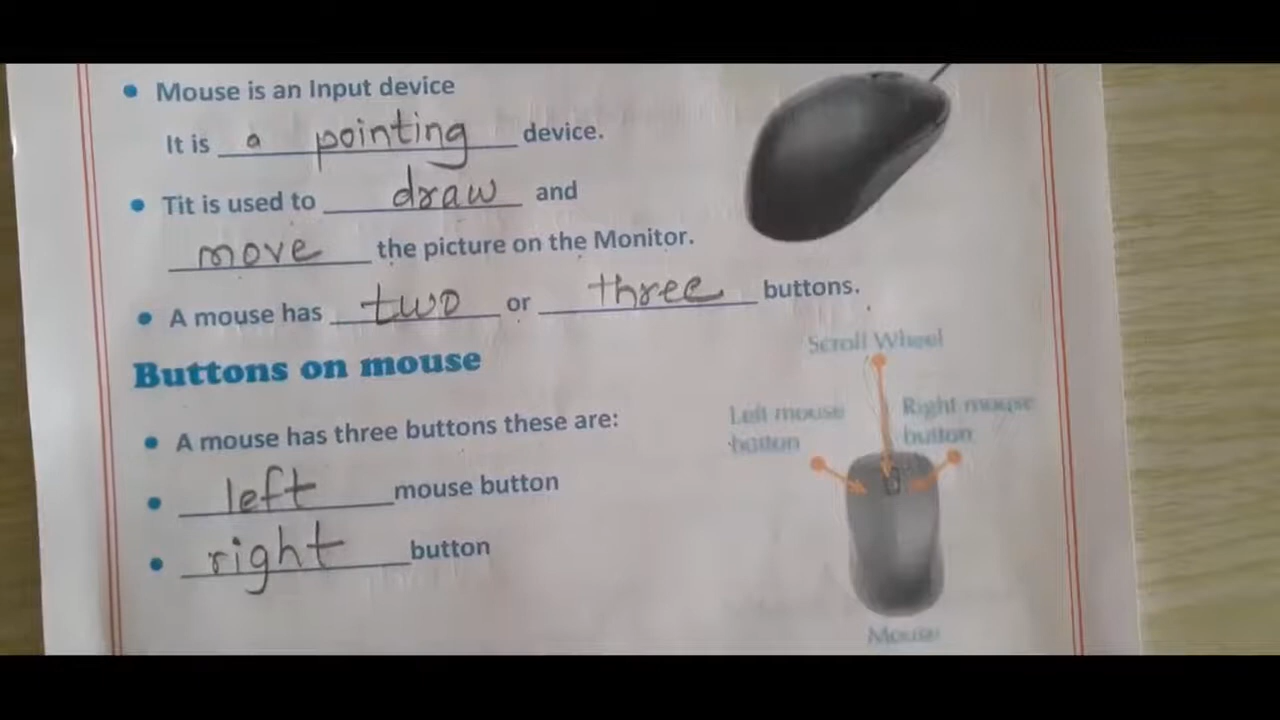 Mouse is an Input device
It is a pointing device.
Tit is used to draw and
move the picture on the Monitor.
A mouse has two or three buttons.
Buttons on mouse
A mouse has three buttons these are:
left mouse button
right button
Scroll Wheel
Left mouse
button
Right mouse
button
Mouse